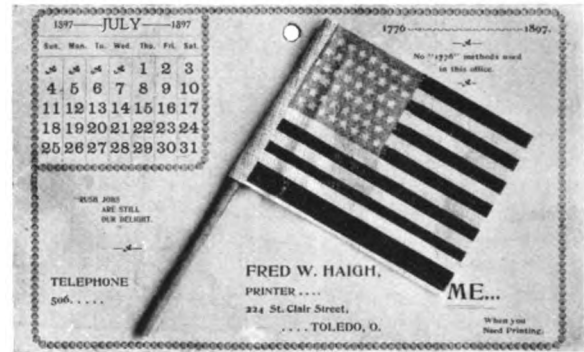 1897——JULY——1897
Sun. Mon. Tu. Wed. Thu. Fri. Sat.
1 2 3
4 5 6 7 8 9 10
11 12 13 14 15 16 17
18 19 20 21 22 23 24
25 26 27 28 29 30 31
1776——1897.
No "1776" methods used
in this office.
"RUSH JOBS
ARE STILL
OUR DELIGHT.
TELEPHONE
506. . . . .
FRED W. HAIGH,
PRINTER . . . .
224 St. Clair Street,
. . . . TOLEDO, O.
ME...
When you
Need Printing.